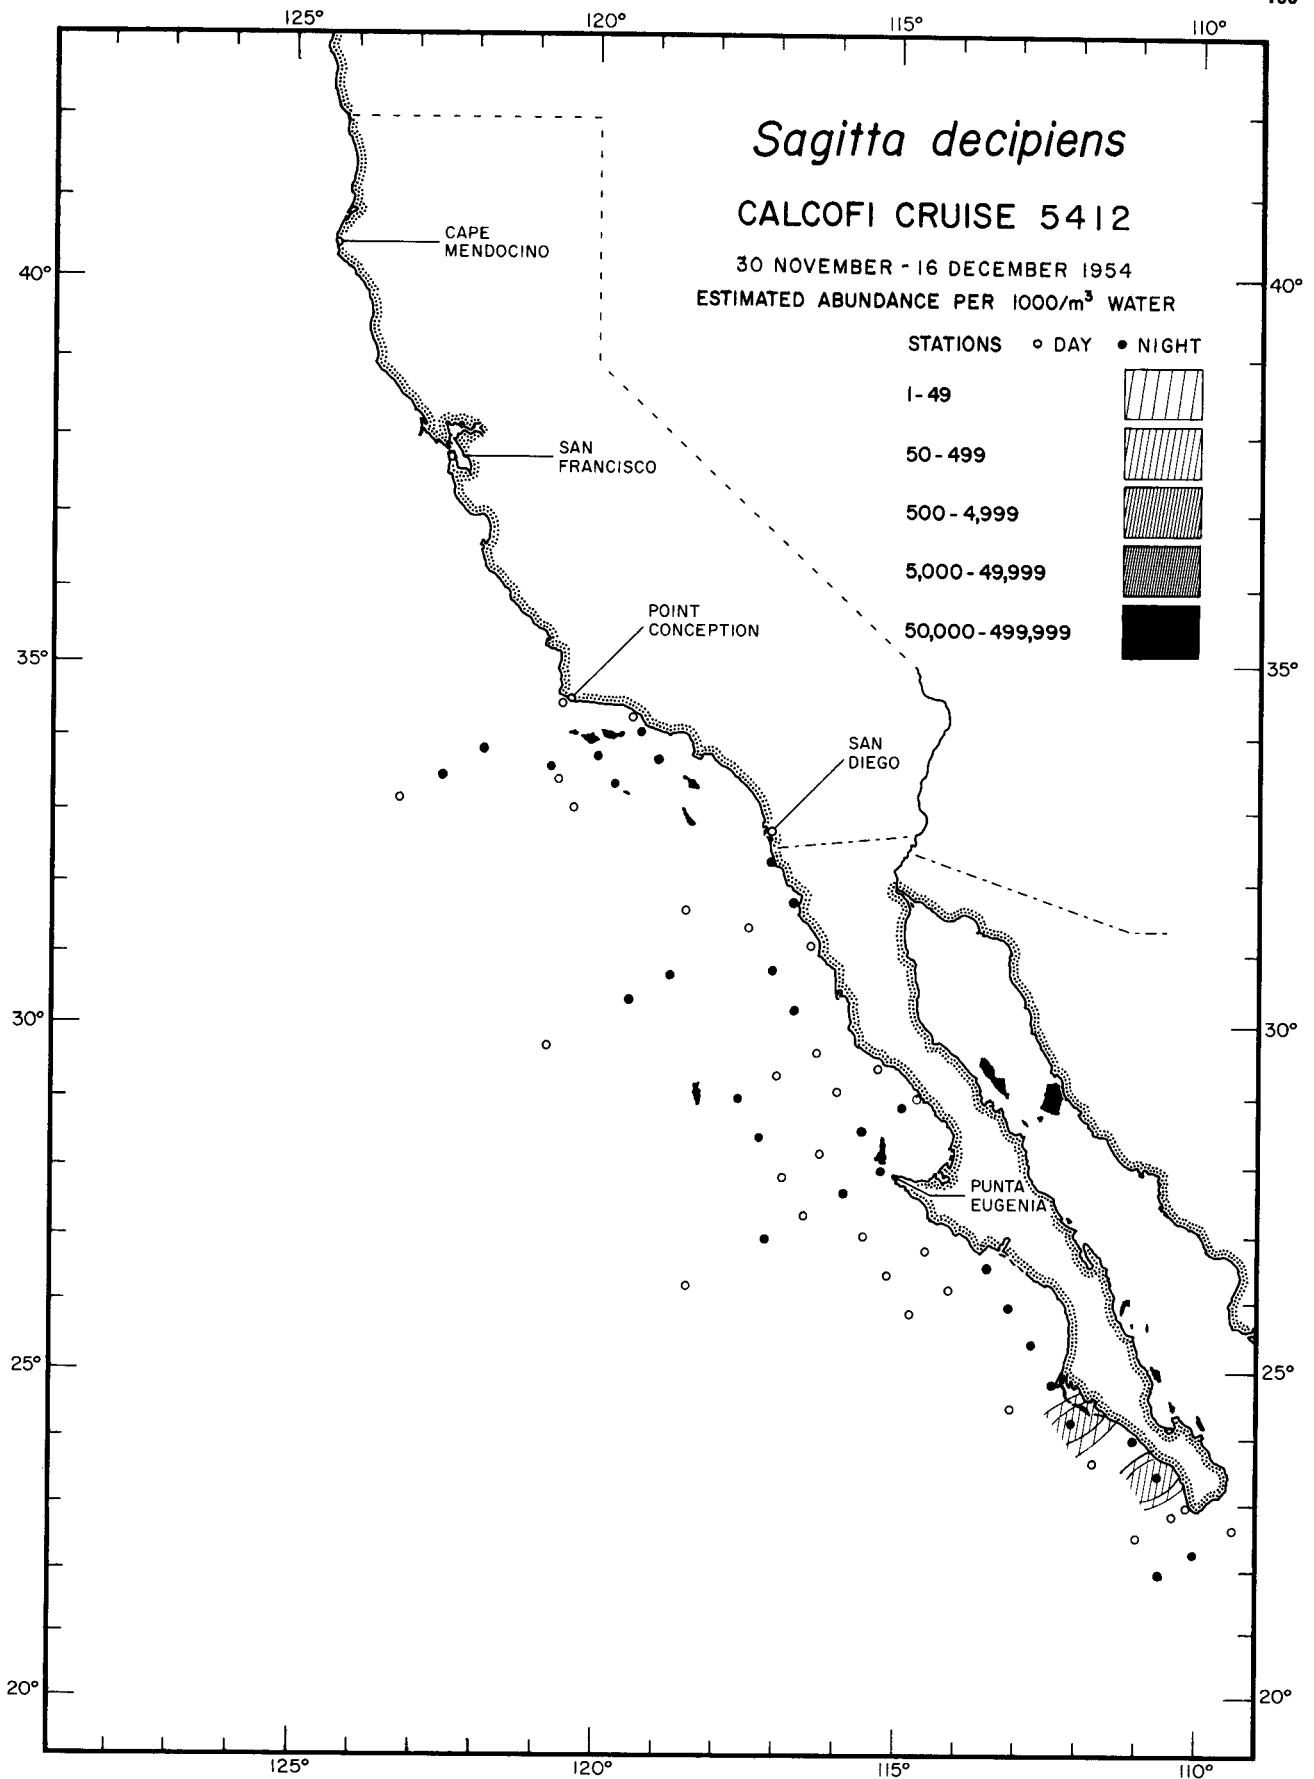 125° 120° 115° 110°
Sagitta decipiens
CALCOFI CRUISE 5412
30 NOVEMBER - 16 DECEMBER 1954
ESTIMATED ABUNDANCE PER 1000/m³ WATER
STATIONS ○ DAY ● NIGHT
1 - 49
50 - 499
500 - 4,999
5,000 - 49,999
50,000 - 499,999
CAPE
MENDOCINO
40° 40°
SAN
FRANCISCO
POINT
CONCEPTION
35° 35°
SAN
DIEGO
30° 30°
PUNTA
EUGENIA
25° 25°
20° 20°
125° 120° 115° 110°